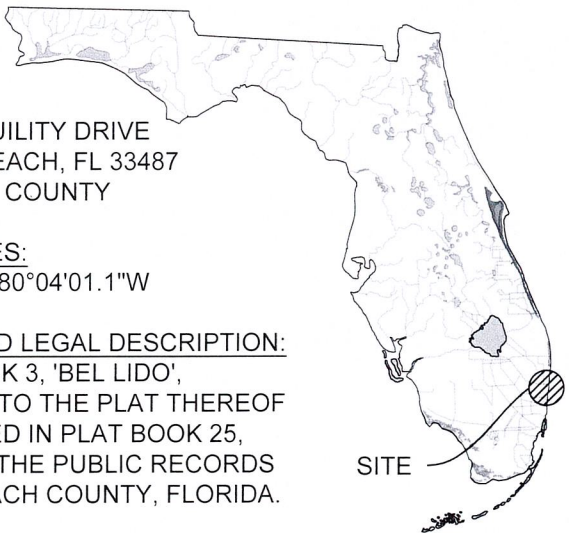 UILITY DRIVE
EACH, FL 33487
COUNTY
ES:
80°04'01.1"W
D LEGAL DESCRIPTION:
K 3, 'BEL LIDO',
TO THE PLAT THEREOF
ED IN PLAT BOOK 25,
THE PUBLIC RECORDS
ACH COUNTY, FLORIDA.
SITE